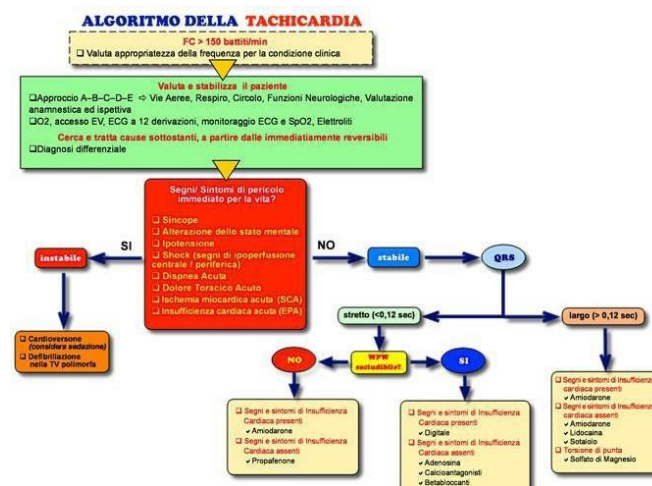 ALGORITMO DELLA TACHICARDIA
FC > 150 battiti/min
❑ Valuta appropriatezza della frequenza per la condizione clinica
Valuta e stabilizza il paziente
❑Approccio A–B–C–D–E ⇨ Vie Aeree, Respiro, Circolo, Funzioni Neurologiche, Valutazione
anamnestica ed ispettiva
❑O2, accesso EV, ECG a 12 derivazioni, monitoraggio ECG e SpO2, Elettroliti
Cerca e tratta cause sottostanti, a partire dalle immediatamente reversibili
❑Diagnosi differenziale
Segni/ Sintomi di pericolo
immediato per la vita?
❑ Sincope
❑ Alterazione dello stato mentale
❑ Ipotensione
❑ Shock (segni di ipoperfusione
centrale / periferica)
❑ Dispnea Acuta
❑ Dolore Toracico Acuto
❑ Ischemia miocardica acuta (SCA)
❑ Insufficienza cardiaca acuta (EPA)
SI
instabile
❑ Cardioversone
(considera sedazione)
❑ Defibrillazione
nella TV polimorfa
NO
stabile
QRS
stretto (<0,12 sec)
largo (> 0,12 sec)
NO
WPW
escludibile?
SI
❑ Segni e sintomi di Insufficienza
Cardiaca presenti
✓ Amiodarone
❑ Segni e sintomi di Insufficienza
Cardiaca assenti
✓ Propafenone
❑ Segni e sintomi di Insufficienza
Cardiaca presenti
✓ Digitale
❑ Segni e sintomi di Insufficienza
Cardiaca assenti
✓ Adenosina
✓ Calcioantagonisti
✓ Betabloccanti
❑ Segni e sintomi di Insufficienza
cardiaca presenti
✓ Amiodarone
❑Segni e sintomi di Insufficienza
cardiaca assenti
✓ Amiodarone
✓ Lidocaina
✓ Sotalolo
❑ Torsione di punta
✓ Solfato di Magnesio